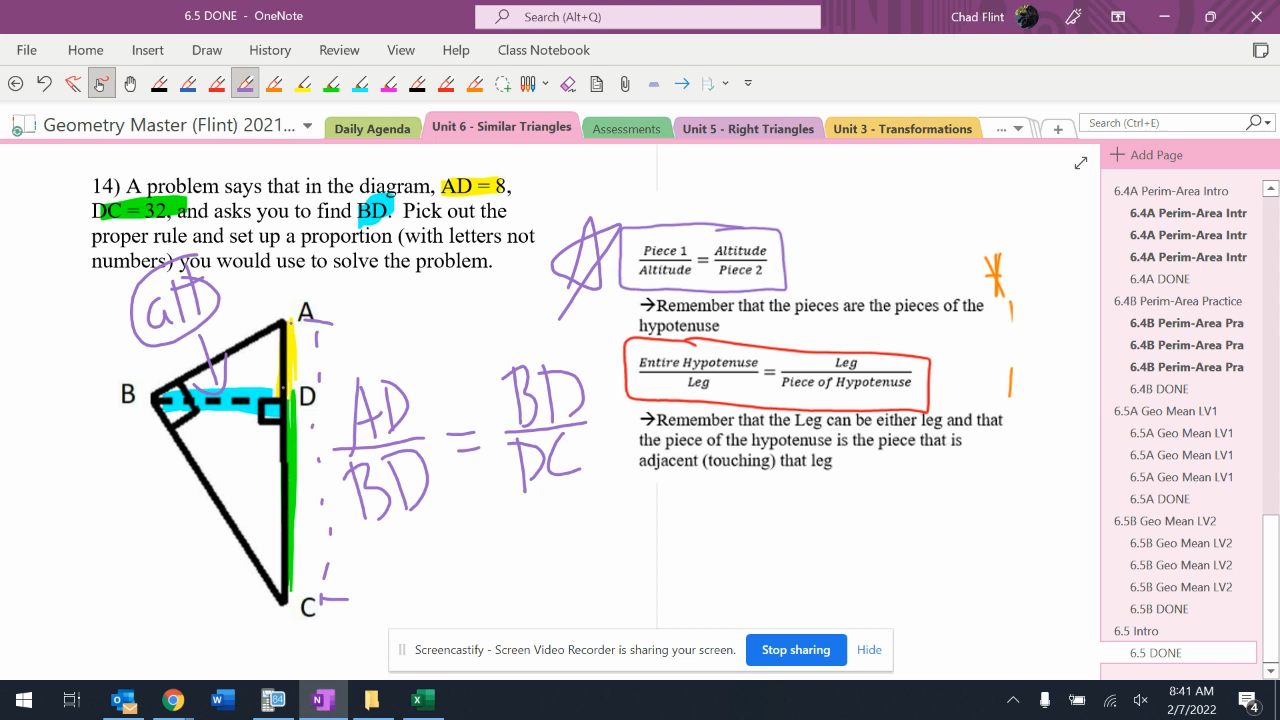 6.5 DONE - OneNote
Search (Alt+Q)
Chad Flint
File Home Insert Draw History Review View Help Class Notebook
Geometry Master (Flint) 2021...
Daily Agenda
Unit 6 - Similar Triangles
Assessments
Unit 5 - Right Triangles
Unit 3 - Transformations
...
Search (Ctrl+E)
14) A problem says that in the diagram, AD = 8,
DC = 32, and asks you to find BD. Pick out the
proper rule and set up a proportion (with letters not
numbers) you would use to solve the problem.
alt
A
B
D
C
AD/BD = BD/DC
Piece 1/Altitude = Altitude/Piece 2
→Remember that the pieces are the pieces of the
hypotenuse
Entire Hypotenuse/Leg = Leg/Piece of Hypotenuse
→Remember that the Leg can be either leg and that
the piece of the hypotenuse is the piece that is
adjacent (touching) that leg
Add Page
6.4A Perim-Area Intro
6.4A Perim-Area Intr
6.4A Perim-Area Intr
6.4A Perim-Area Intr
6.4A DONE
6.4B Perim-Area Practice
6.4B Perim-Area Pra
6.4B Perim-Area Pra
6.4B Perim-Area Pra
6.4B DONE
6.5A Geo Mean LV1
6.5A Geo Mean LV1
6.5A Geo Mean LV1
6.5A Geo Mean LV1
6.5A DONE
6.5B Geo Mean LV2
6.5B Geo Mean LV2
6.5B Geo Mean LV2
6.5B Geo Mean LV2
6.5B DONE
6.5 Intro
6.5 DONE
Screencastify - Screen Video Recorder is sharing your screen.
Stop sharing
Hide
84
8:41 AM
2/7/2022
4